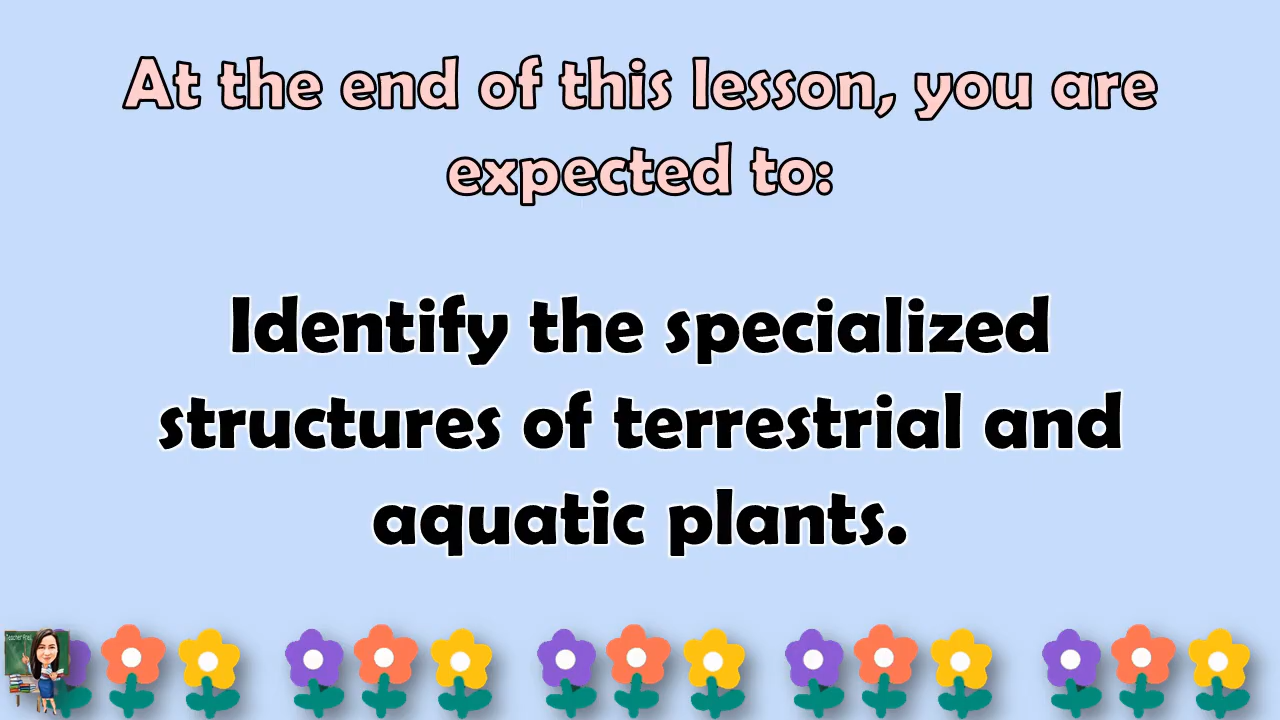 At the end of this lesson, you are
expected to:
Identify the specialized
structures of terrestrial and
aquatic plants.